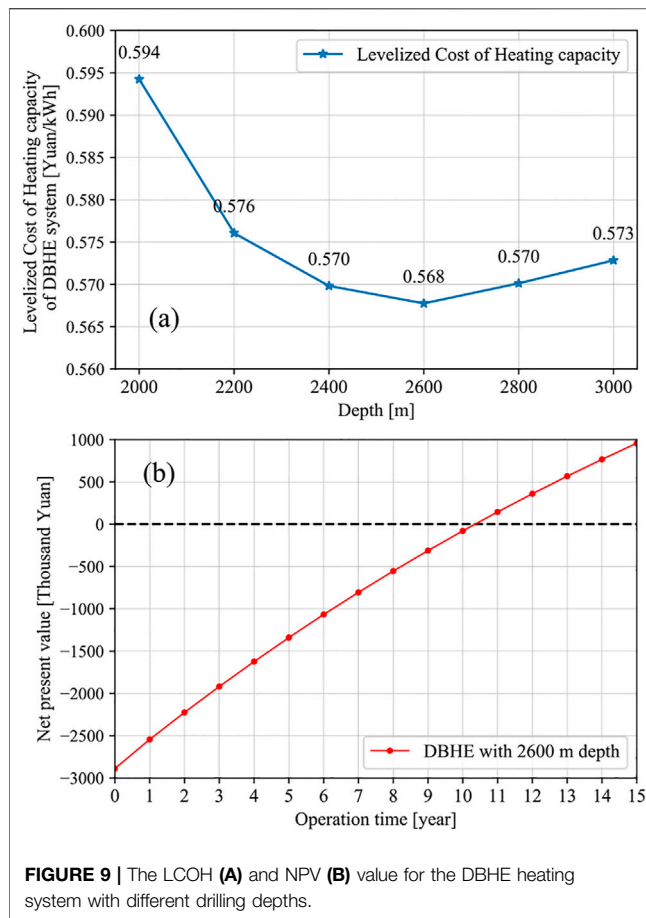 0.600
0.594
Levelized Cost of Heating capacity
0.595
0.590
0.585
0.580
0.576
0.575
0.573
0.570
0.570
0.568
0.570
0.565
(a)
0.560
2000 2200 2400 2600 2800 3000
Depth [m]
Levelized Cost of Heating capacity
of DBHE system [Yuan/kWh]
1000
(b)
500
0
−500
−1000
−1500
−2000
−2500
DBHE with 2600 m depth
−3000
0 1 2 3 4 5 6 7 8 9 10 11 12 13 14 15
Operation time [year]
Net present value [Thousand Yuan]
FIGURE 9 | The LCOH (A) and NPV (B) value for the DBHE heating
system with different drilling depths.